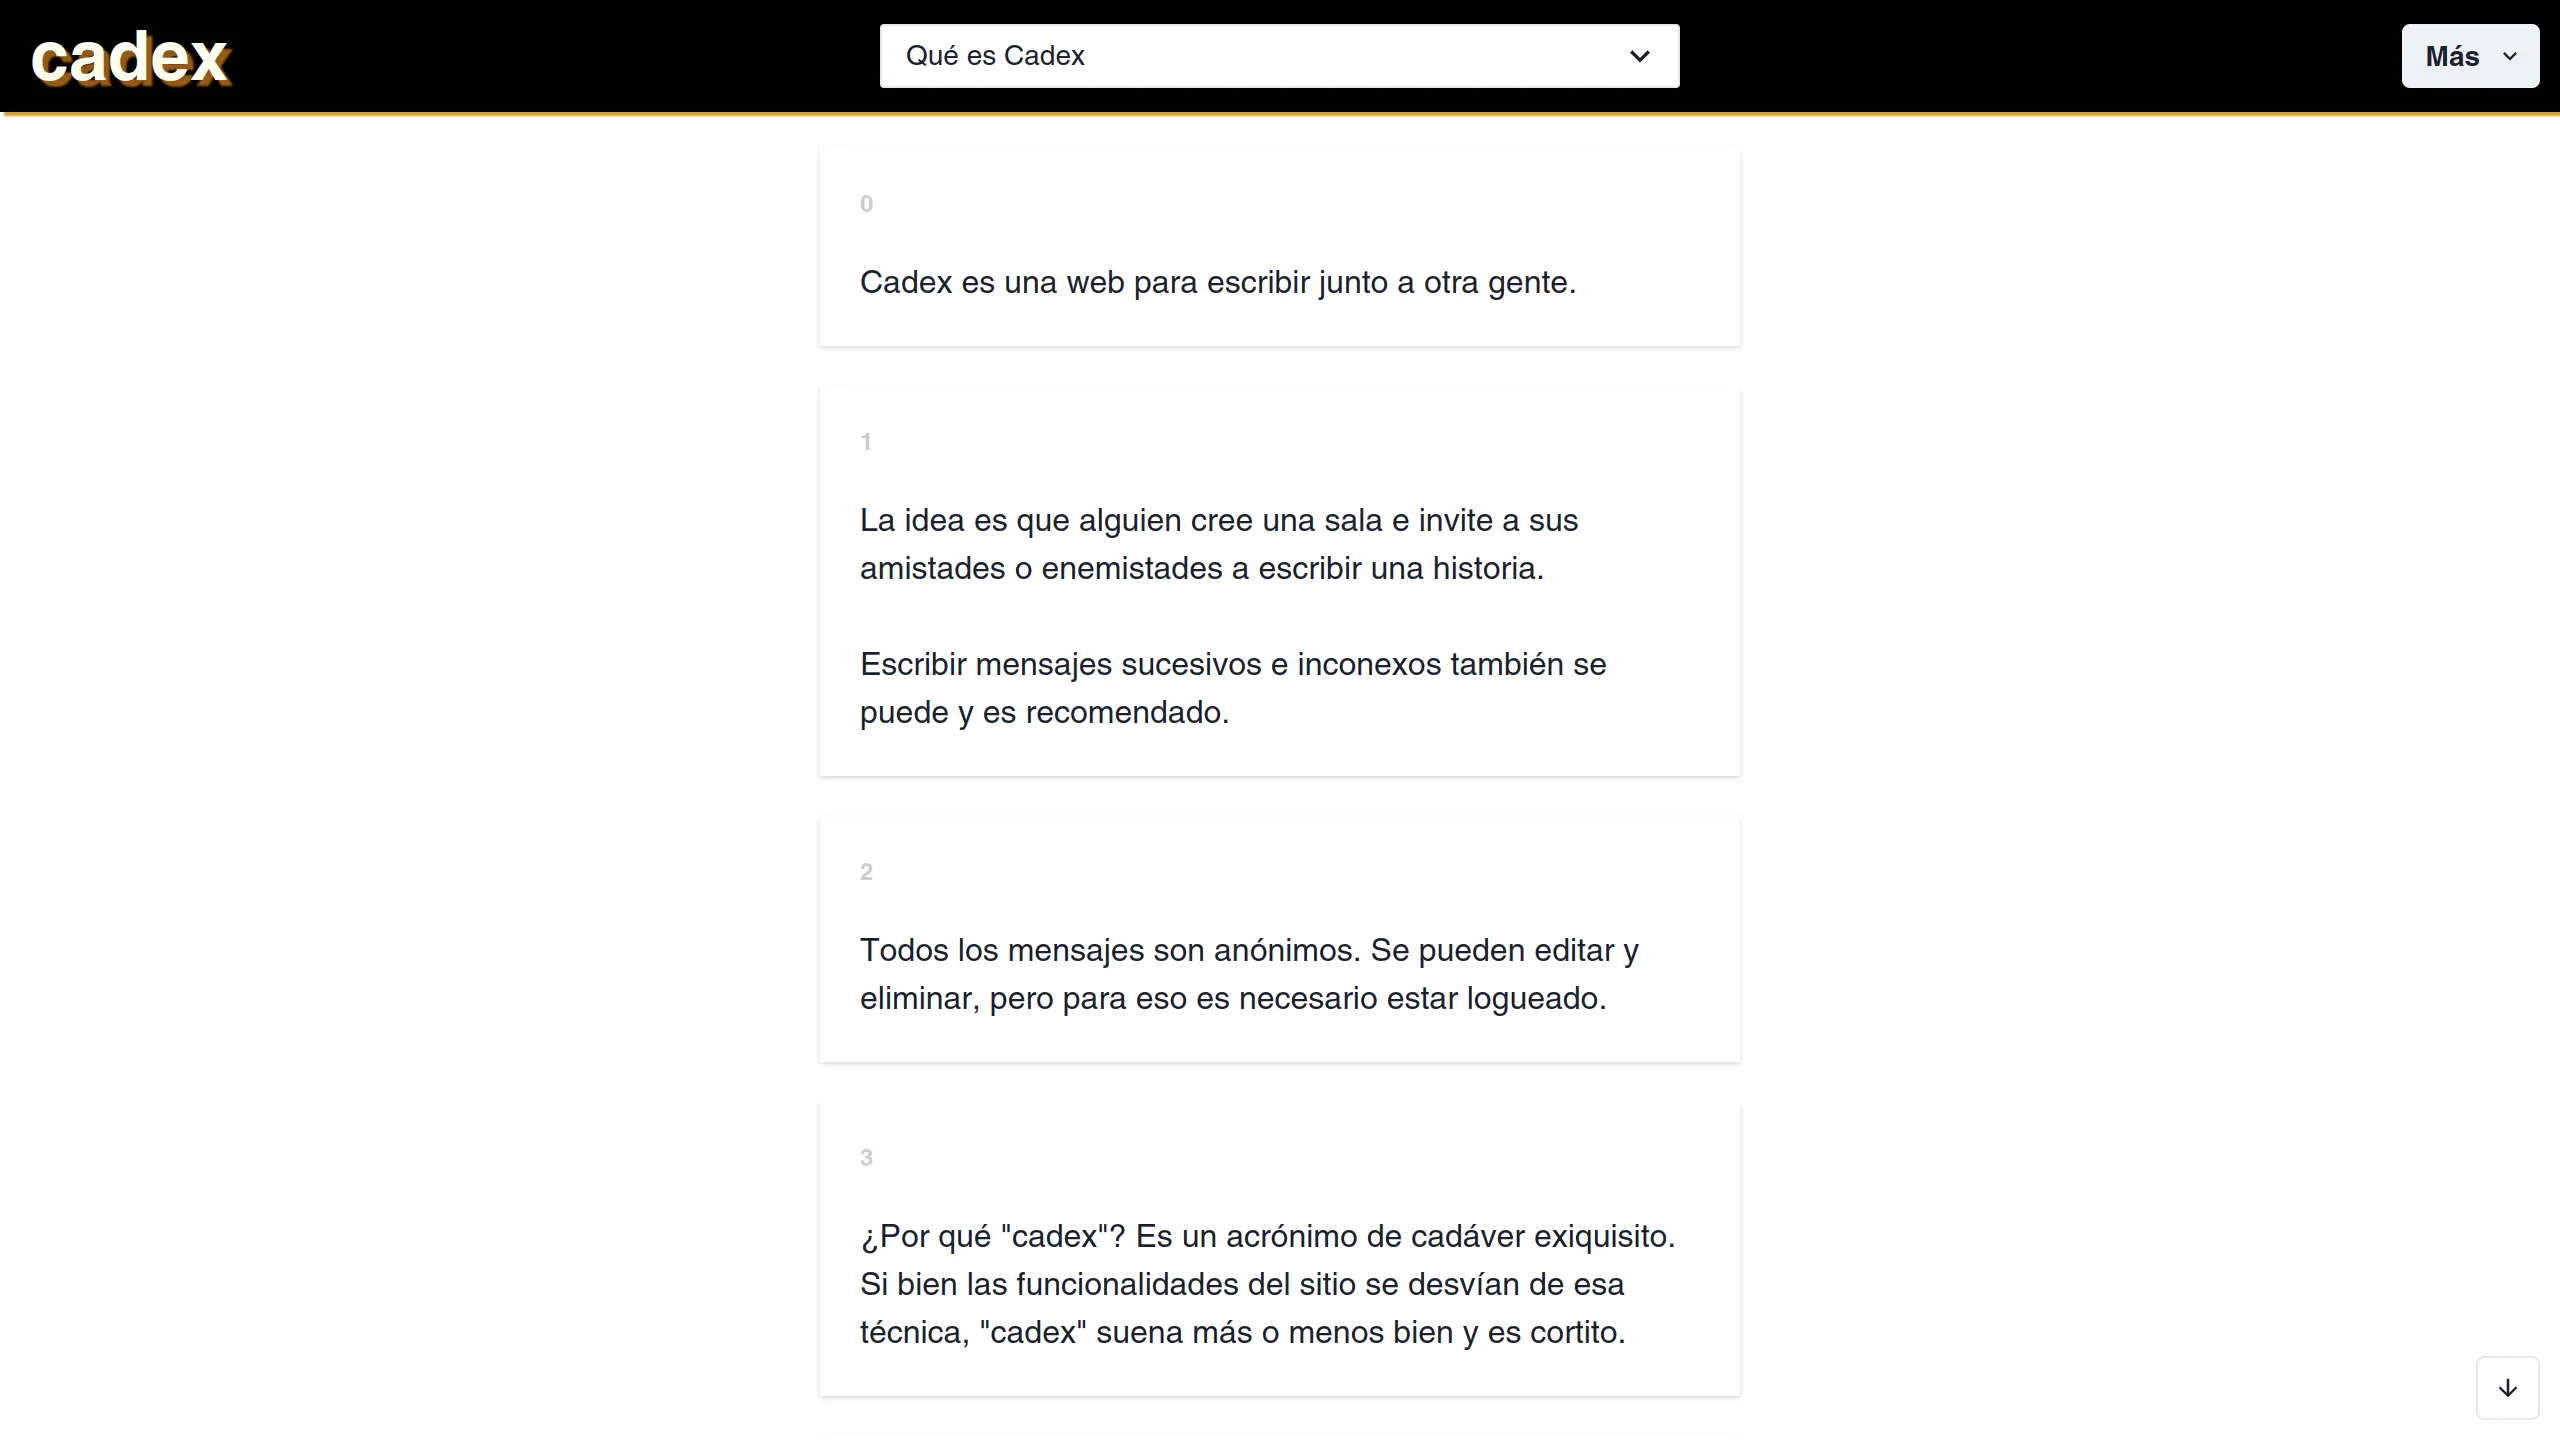 cadex
Qué es Cadex
Más
0
Cadex es una web para escribir junto a otra gente.
1
La idea es que alguien cree una sala e invite a sus
amistades o enemistades a escribir una historia.
Escribir mensajes sucesivos e inconexos también se
puede y es recomendado.
2
Todos los mensajes son anónimos. Se pueden editar y
eliminar, pero para eso es necesario estar logueado.
3
¿Por qué "cadex"? Es un acrónimo de cadáver exiquisito.
Si bien las funcionalidades del sitio se desvían de esa
técnica, "cadex" suena más o menos bien y es cortito.